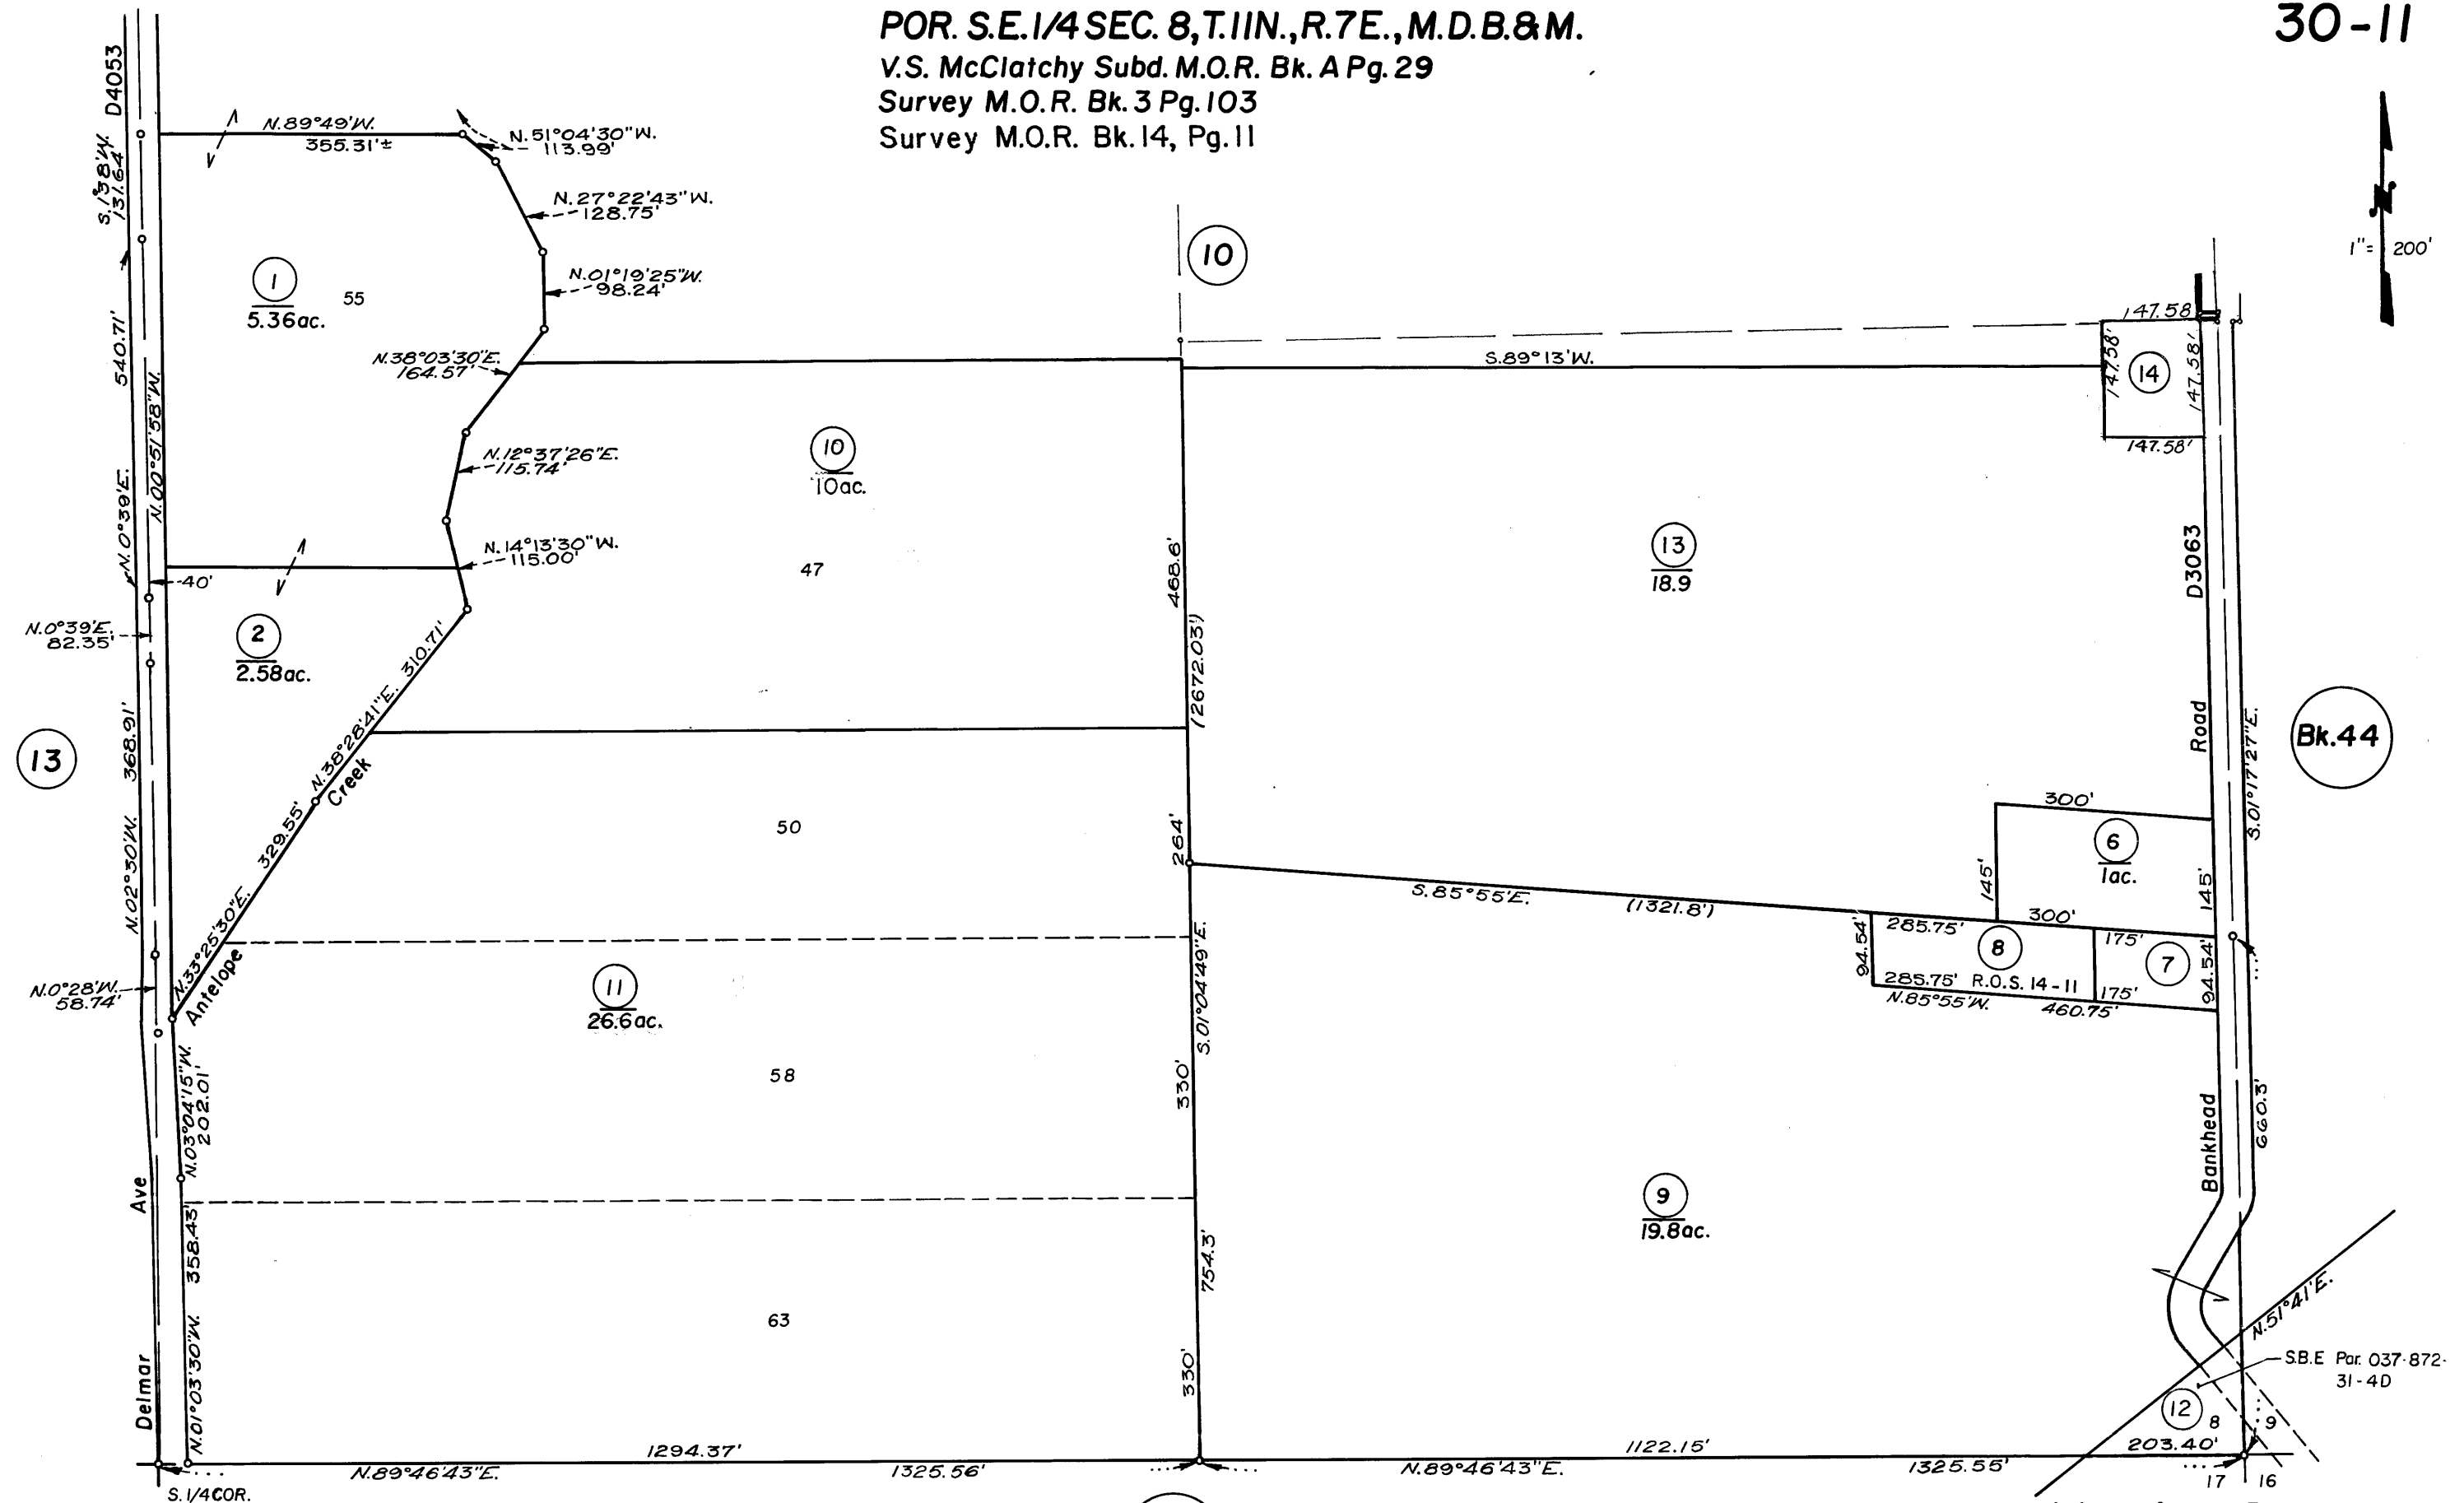 POR. S.E.1/4 SEC. 8, T.11N., R.7E., M.D.B.& M.
V.S. McClatchy Subd. M.O.R. Bk. A Pg. 29
Survey M.O.R. Bk. 3 Pg. 103
Survey M.O.R. Bk. 14, Pg. 11
30-11
N
1" = 200'
D4053
S.1°38'W.
131.64'
N.89°49'W.
355.31'±
N.51°04'30"W.
113.99'
N.27°22'43"W.
128.75'
N.01°19'25"W.
98.24'
N.38°03'30"E.
164.57'
N.12°37'26"E.
115.74'
N.14°13'30"W.
115.00'
1
5.36ac.
55
540.71'
N.0°39'E.
N.00°51'58"W.
40'
N.0°39'E.
82.35'
2
2.58ac.
13
N.02°30'W. 368.91'
N.38°28'41"E. 310.71'
N.33°25'30"E. 329.55'
Antelope Creek
N.0°28'W.
58.74'
N.03°04'15"W.
202.01'
N.01°03'30"W. 358.43'
Delmar Ave
10
10
10ac.
47
50
11
26.6ac.
58
63
468.6'
(2672.03')
264'
S.01°04'49"E.
330'
754.3'
330'
S.89°13'W.
147.58
147.58'
147.58'
147.58'
14
13
18.9
D3063
Bankhead Road
S.01°17'27"E.
Bk.44
300'
145'
6
1ac.
145'
300'
S.85°55'E. (1321.8')
285.75'
94.54'
8
285.75' R.O.S. 14-11
175'
7
94.54'
175'
N.85°55'W. 460.75'
660.3'
9
19.8ac.
N.51°41'E.
S.B.E Par. 037-872-
31-4D
12
8
9
203.40'
1294.37'
1122.15'
N.89°46'43"E. 1325.56'
N.89°46'43"E. 1325.55'
17
16
S. 1/4 COR.